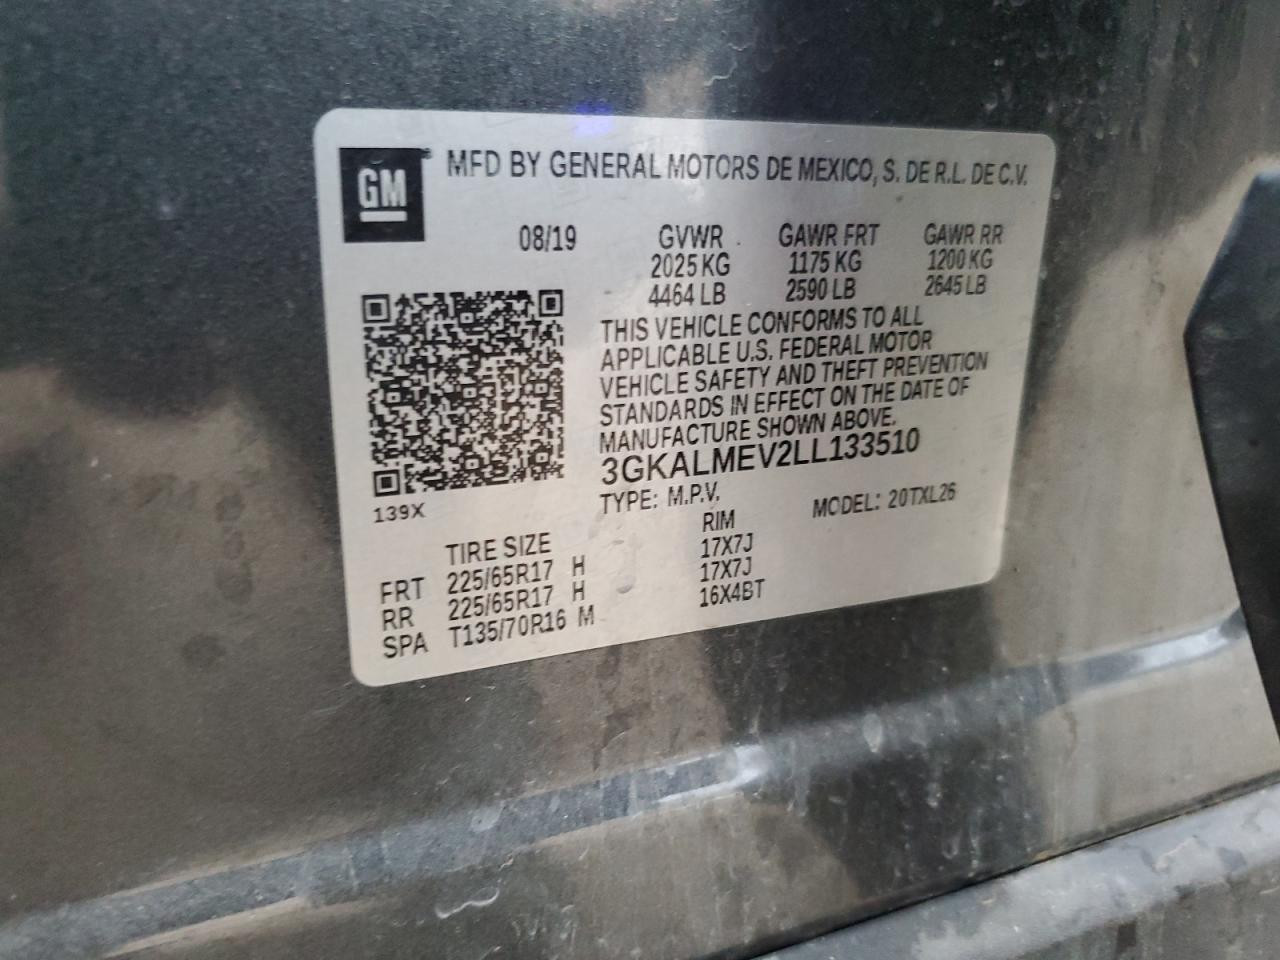 GM
MFD BY GENERAL MOTORS DE MEXICO, S. DE R.L. DE C.V.
08/19 GVWR GAWR FRT GAWR RR
2025 KG 1175 KG 1200 KG
4464 LB 2590 LB 2645 LB
THIS VEHICLE CONFORMS TO ALL
APPLICABLE U.S. FEDERAL MOTOR
VEHICLE SAFETY AND THEFT PREVENTION
STANDARDS IN EFFECT ON THE DATE OF
MANUFACTURE SHOWN ABOVE.
3GKALMEV2LL133510
139X
TYPE: M.P.V. MODEL: 20TXL26
TIRE SIZE RIM
FRT 225/65R17 H 17X7J
RR 225/65R17 H 17X7J
SPA T135/70R16 M 16X4BT